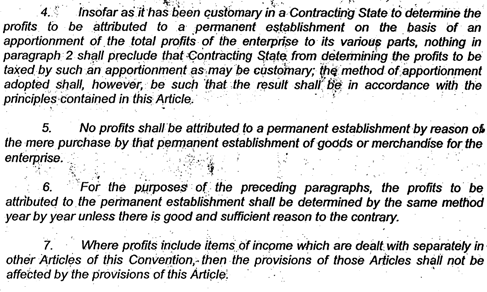 4. Insofar as it has been customary in a Contracting State to determine the
profits to be attributed to a permanent establishment on the basis of an
apportionment of the total profits of the enterprise to its various parts, nothing in
paragraph 2 shall preclude that Contracting State from determining the profits to be
taxed by such an apportionment as may be customary; the method of apportionment
adopted shall, however, be such that the result shall be in accordance with the
principles contained in this Article.
5. No profits shall be attributed to a permanent establishment by reason of
the mere purchase by that permanent establishment of goods or merchandise for the
enterprise.
6. For the purposes of the preceding paragraphs, the profits to be
attributed to the permanent establishment shall be determined by the same method
year by year unless there is good and sufficient reason to the contrary.
7. Where profits include items of income which are dealt with separately in
other Articles of this Convention, then the provisions of those Articles shall not be
affected by the provisions of this Article.